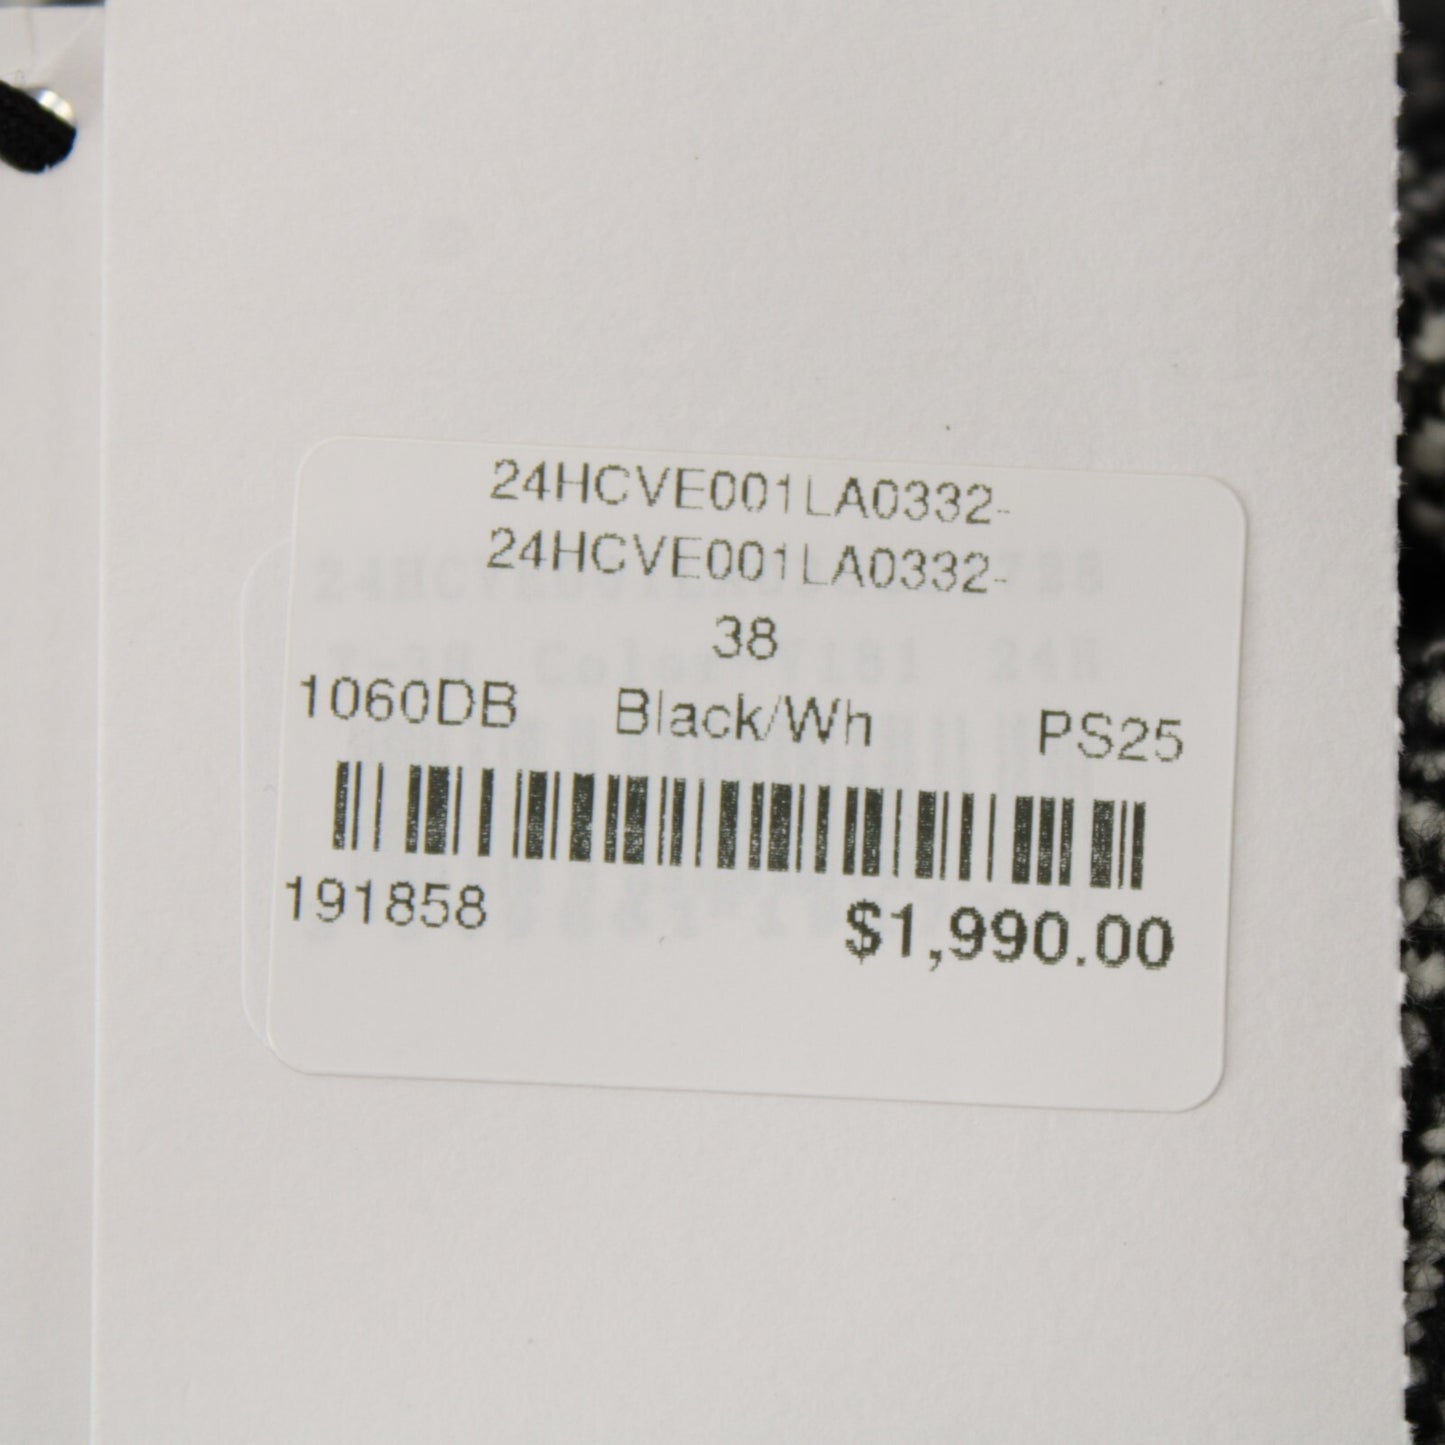 24HCVE001LA0332-
24HCVE001LA0332-
38
1060DB Black/Wh PS25
191858 $1,990.00